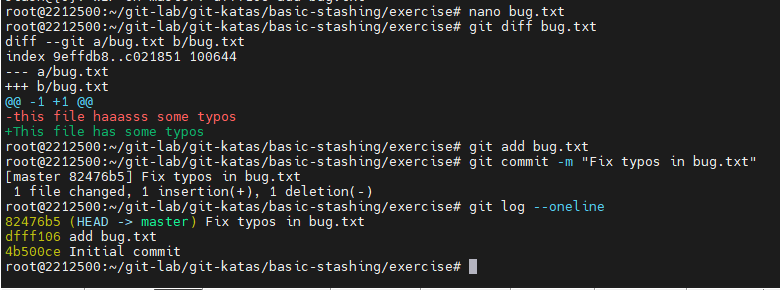 root@2212500:~/git-lab/git-katas/basic-stashing/exercise# nano bug.txt
root@2212500:~/git-lab/git-katas/basic-stashing/exercise# git diff bug.txt
diff --git a/bug.txt b/bug.txt
index 9effdb8..c021851 100644
--- a/bug.txt
+++ b/bug.txt
@@ -1 +1 @@
-this file haaasss some typos
+This file has some typos
root@2212500:~/git-lab/git-katas/basic-stashing/exercise# git add bug.txt
root@2212500:~/git-lab/git-katas/basic-stashing/exercise# git commit -m "Fix typos in bug.txt"
[master 82476b5] Fix typos in bug.txt
 1 file changed, 1 insertion(+), 1 deletion(-)
root@2212500:~/git-lab/git-katas/basic-stashing/exercise# git log --oneline
82476b5 (HEAD -> master) Fix typos in bug.txt
dfff106 add bug.txt
4b500ce Initial commit
root@2212500:~/git-lab/git-katas/basic-stashing/exercise#